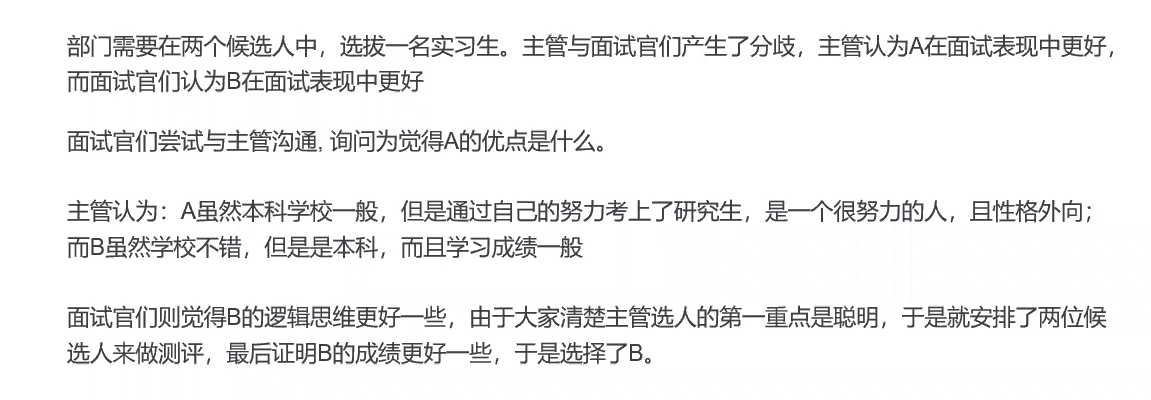 部门需要在两个候选人中，选拔一名实习生。主管与面试官们产生了分歧，主管认为A在面试表现中更好，
而面试官们认为B在面试表现中更好
面试官们尝试与主管沟通, 询问为觉得A的优点是什么。
主管认为：A虽然本科学校一般，但是通过自己的努力考上了研究生，是一个很努力的人，且性格外向；
而B虽然学校不错，但是是本科，而且学习成绩一般
面试官们则觉得B的逻辑思维更好一些，由于大家清楚主管选人的第一重点是聪明，于是就安排了两位候
选人来做测评，最后证明B的成绩更好一些，于是选择了B。